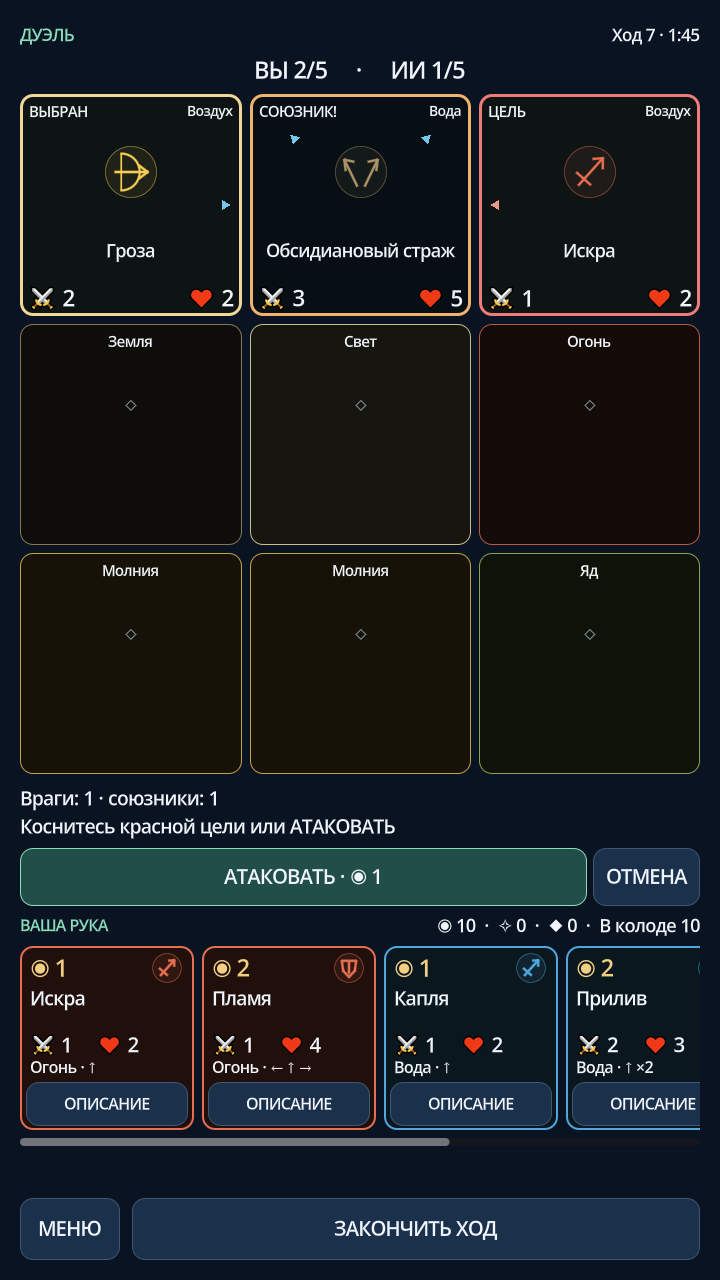 ДУЭЛЬ
Ход 7 · 1:45
ВЫ 2/5 · ИИ 1/5
ВЫБРАН Воздух
СОЮЗНИК! Вода
ЦЕЛЬ Воздух
Гроза
Обсидиановый страж
Искра
⚔ 2 ♥ 2
⚔ 3 ♥ 5
⚔ 1 ♥ 2
Земля
Свет
Огонь
Молния
Молния
Яд
Враги: 1 · союзники: 1
Коснитесь красной цели или АТАКОВАТЬ
АТАКОВАТЬ · ◉ 1
ОТМЕНА
ВАША РУКА
◉ 10 · ✧ 0 · ◆ 0 · В колоде 10
◉ 1
Искра
⚔ 1 ♥ 2
Огонь · ↑
ОПИСАНИЕ
◉ 2
Пламя
⚔ 1 ♥ 4
Огонь · ← ↑ →
ОПИСАНИЕ
◉ 1
Капля
⚔ 1 ♥ 2
Вода · ↑
ОПИСАНИЕ
◉ 2
Прилив
⚔ 2 ♥ 3
Вода · ↑ ×2
ОПИСАНИЕ
МЕНЮ
ЗАКОНЧИТЬ ХОД